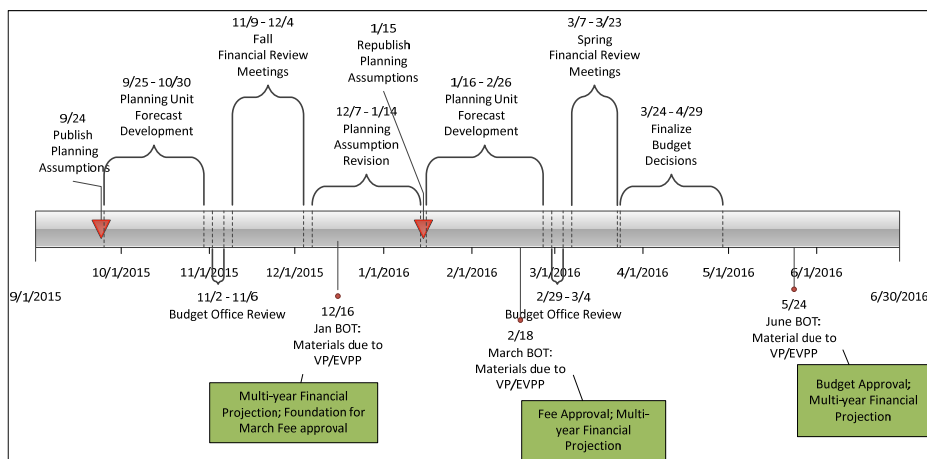 9/24
Publish
Planning
Assumptions
9/25 - 10/30
Planning Unit
Forecast
Development
11/9 - 12/4
Fall
Financial Review
Meetings
12/7 - 1/14
Planning
Assumption
Revision
1/15
Republish
Planning
Assumptions
1/16 - 2/26
Planning Unit
Forecast
Development
3/7 - 3/23
Spring
Financial Review
Meetings
3/24 - 4/29
Finalize
Budget
Decisions
9/1/2015
10/1/2015
11/1/2015
12/1/2015
1/1/2016
2/1/2016
3/1/2016
4/1/2016
5/1/2016
6/1/2016
6/30/2016
11/2 - 11/6
Budget Office Review
12/16
Jan BOT:
Materials due to
VP/EVPP
Multi-year Financial
Projection; Foundation for
March Fee approval
2/29 - 3/4
Budget Office Review
2/18
March BOT:
Materials due to
VP/EVPP
Fee Approval; Multi-
year Financial
Projection
5/24
June BOT:
Material due to
VP/EVPP
Budget Approval;
Multi-year Financial
Projection